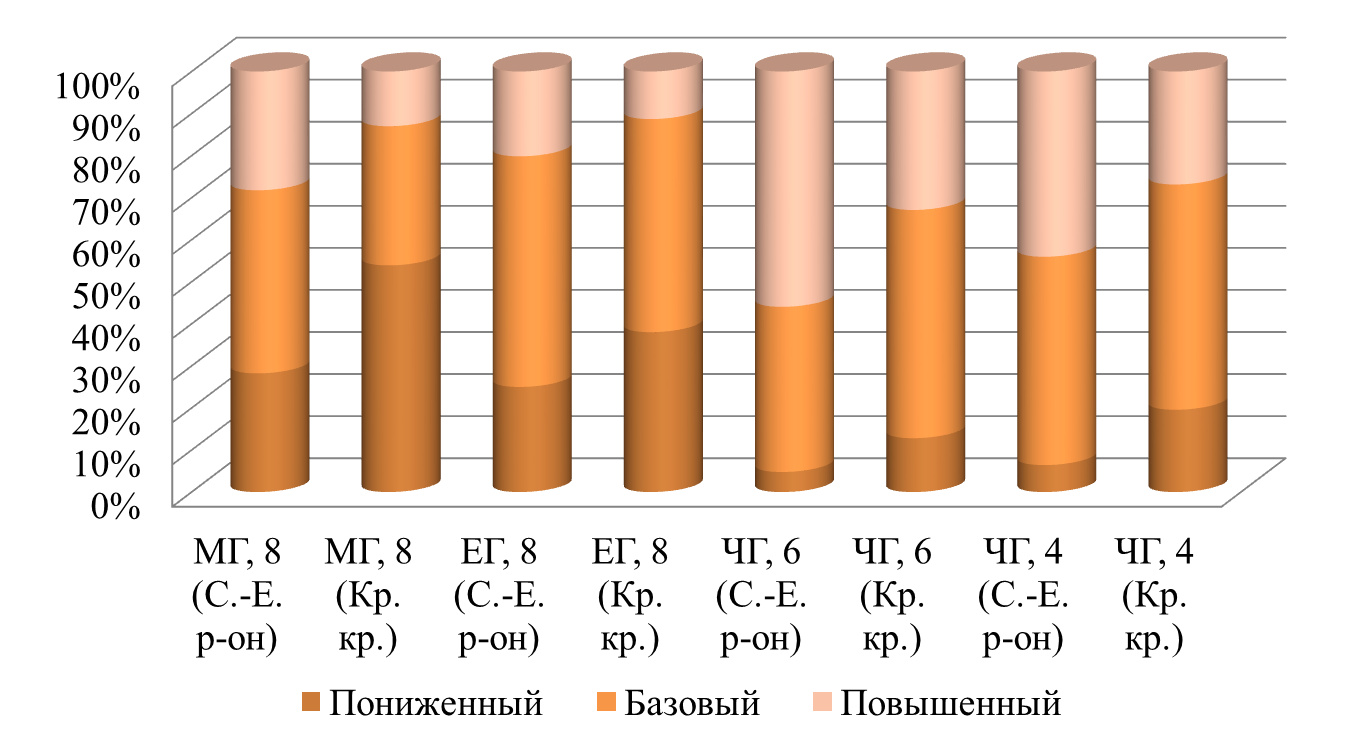 100%
90%
80%
70%
60%
50%
40%
30%
20%
10%
0%
МГ, 8 (С.-Е. р-он)
МГ, 8 (Кр. кр.)
ЕГ, 8 (С.-Е. р-он)
ЕГ, 8 (Кр. кр.)
ЧГ, 6 (С.-Е. р-он)
ЧГ, 6 (Кр. кр.)
ЧГ, 4 (С.-Е. р-он)
ЧГ, 4 (Кр. кр.)
Пониженный Базовый Повышенный